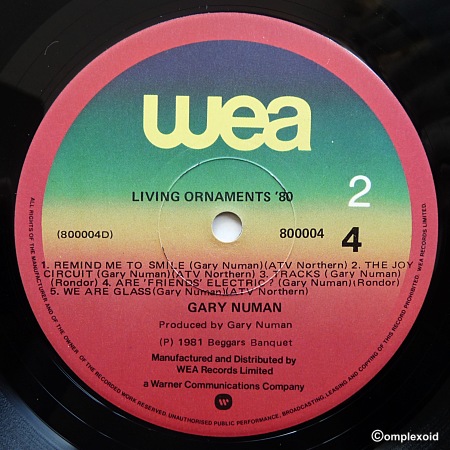 wea
LIVING ORNAMENTS '80
2
(800004D)
800004
4
1. REMIND ME TO SMILE (Gary Numan)(ATV Northern) 2. THE JOY
CIRCUIT (Gary Numan)(ATV Northern) 3. TRACKS (Gary Numan)
(Rondor) 4. ARE 'FRIENDS' ELECTRIC? (Gary Numan)(Rondor)
5. WE ARE GLASS(Gary Numan)(ATV Northern)
GARY NUMAN
Produced by Gary Numan
(P) 1981 Beggars Banquet
Manufactured and Distributed by
WEA Records Limited
a Warner Communications Company
ALL RIGHTS OF THE MANUFACTURER AND OF THE OWNER OF THE RECORDED WORK RESERVED. UNAUTHORISED PUBLIC PERFORMANCE, BROADCASTING, LEASING AND COPYING OF THIS RECORD PROHIBITED. WEA RECORDS LIMITED.
©omplexoid